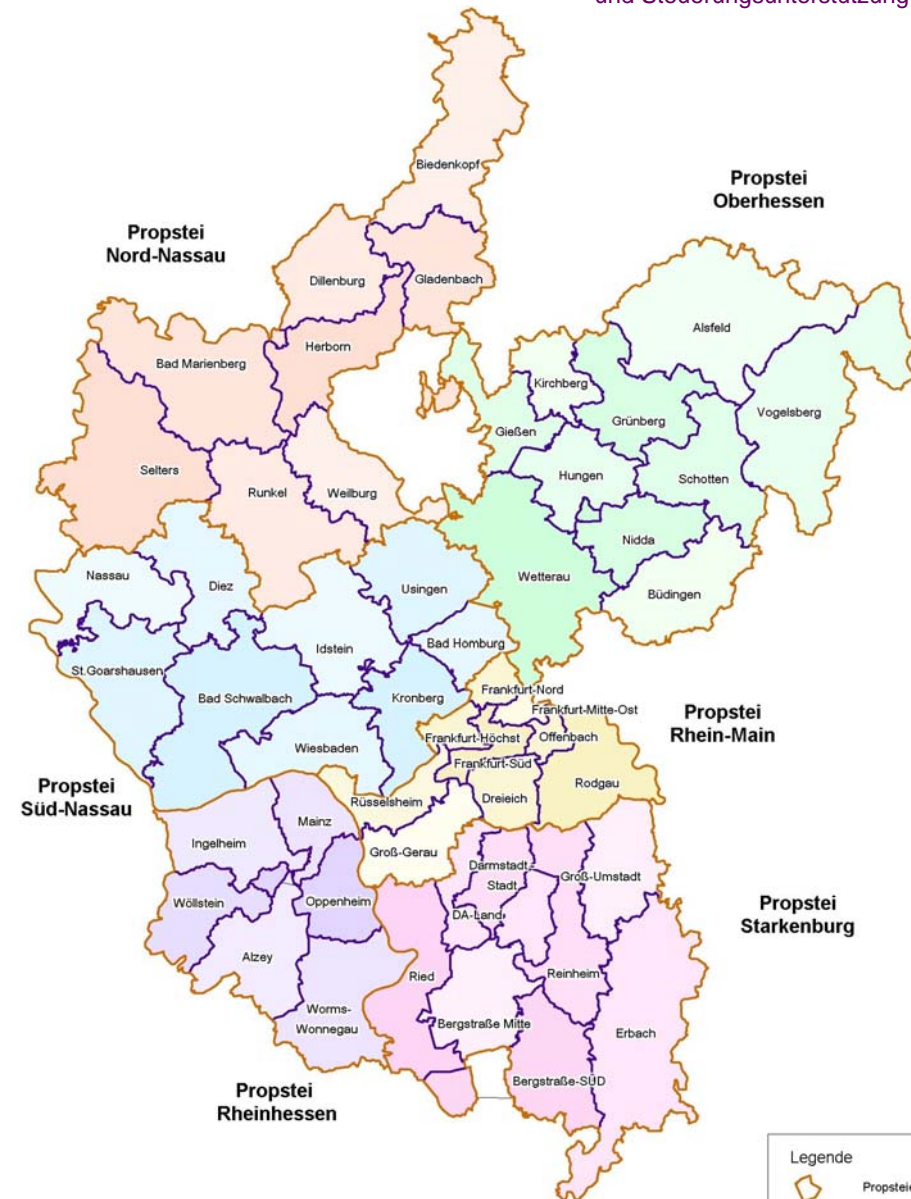 und Steuerungsunterstützung
Biedenkopf
Propstei
Oberhessen
Propstei
Nord-Nassau
Dillenburg
Gladenbach
Alsfeld
Herborn
Bad Marienberg
Kirchberg
Vogelsberg
Grünberg
Gießen
Selters
Hungen
Schotten
Runkel
Weilburg
Nidda
Nassau
Wetterau
Diez
Usingen
Büdingen
Idstein
Bad Homburg
St.Goarshausen
Bad Schwalbach
Kronberg
Frankfurt-Nord
Frankfurt-Mitte-Ost
Propstei
Rhein-Main
Frankfurt-Höchst
Offenbach
Wiesbaden
Frankfurt-Süd
Propstei
Süd-Nassau
Rodgau
Rüsselsheim
Dreieich
Mainz
Ingelheim
Groß-Gerau
Darmstadt-
Stadt
Groß-Umstadt
Wöllstein
Oppenheim
Propstei
Starkenburg
DA-Land
Alzey
Ried
Reinheim
Worms-
Wonnegau
Bergstraße Mitte
Erbach
Bergstraße-SÜD
Propstei
Rheinhessen
Legende